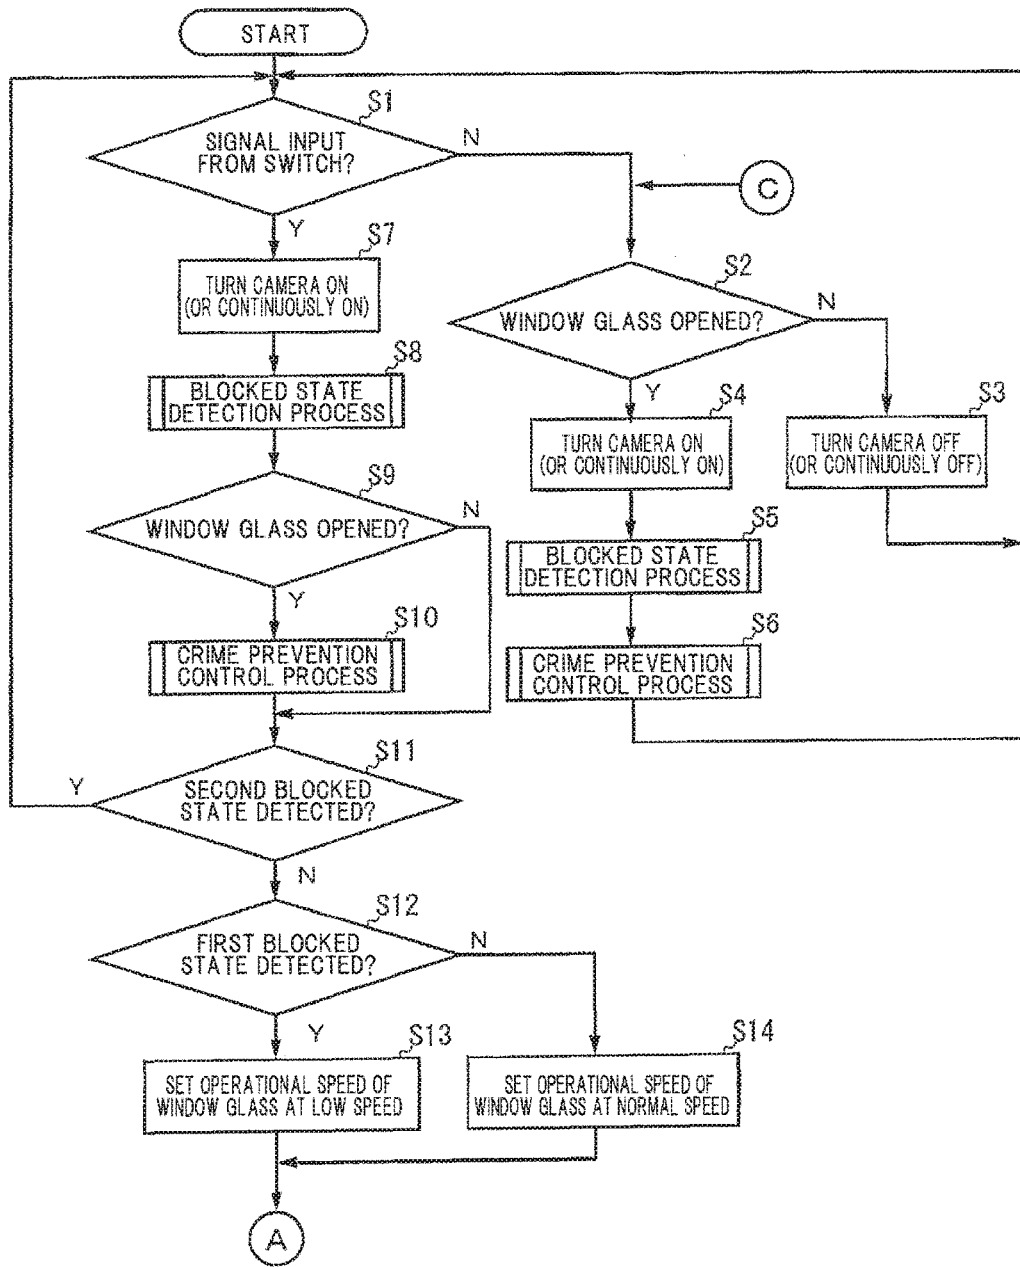 START
S1
SIGNAL INPUT
FROM SWITCH?
N
Y
C
S7
TURN CAMERA ON
(OR CONTINUOUSLY ON)
S2
WINDOW GLASS OPENED?
N
Y
S8
BLOCKED STATE
DETECTION PROCESS
S4
TURN CAMERA ON
(OR CONTINUOUSLY ON)
S3
TURN CAMERA OFF
(OR CONTINUOUSLY OFF)
S9
WINDOW GLASS OPENED?
N
Y
S5
BLOCKED STATE
DETECTION PROCESS
S10
CRIME PREVENTION
CONTROL PROCESS
S6
CRIME PREVENTION
CONTROL PROCESS
S11
SECOND BLOCKED
STATE DETECTED?
Y
N
S12
FIRST BLOCKED
STATE DETECTED?
N
Y
S13
SET OPERATIONAL SPEED OF
WINDOW GLASS AT LOW SPEED
S14
SET OPERATIONAL SPEED OF
WINDOW GLASS AT NORMAL SPEED
A